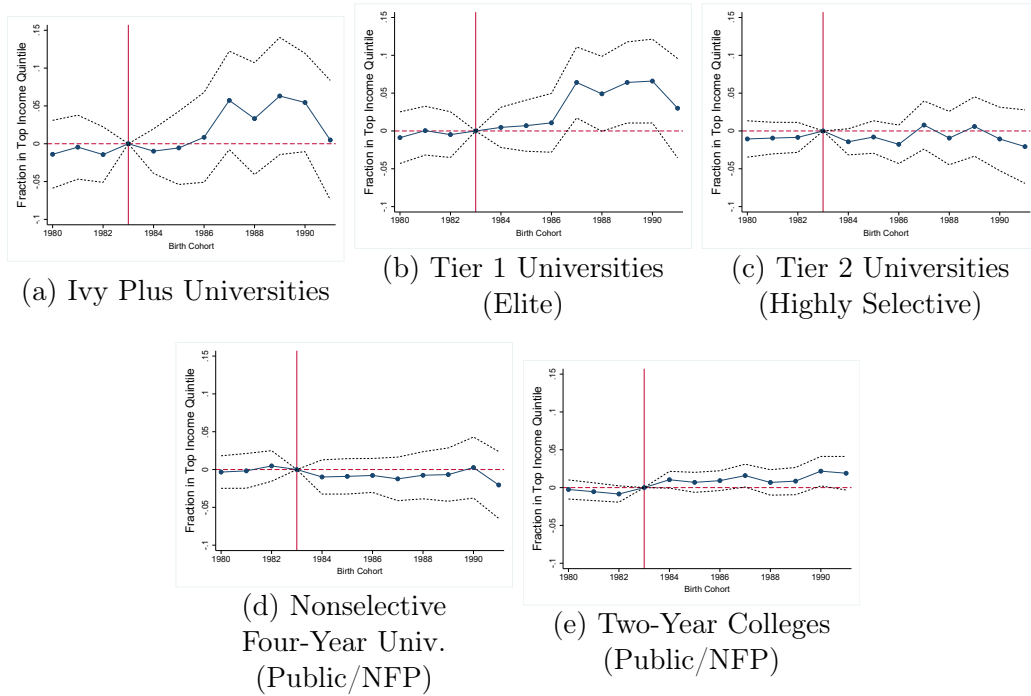 Fraction in Top Income Quintile
.15
.1
.05
0
-.05
-.1
1980 1982 1984 1986 1988 1990
Birth Cohort
(a) Ivy Plus Universities
Fraction in Top Income Quintile
.15
.1
.05
0
-.05
-.1
1980 1982 1984 1986 1988 1990
Birth Cohort
(b) Tier 1 Universities
(Elite)
Fraction in Top Income Quintile
.15
.1
.05
0
-.05
-.1
1980 1982 1984 1986 1988 1990
Birth Cohort
(c) Tier 2 Universities
(Highly Selective)
Fraction in Top Income Quintile
.15
.1
.05
0
-.05
-.1
1980 1982 1984 1986 1988 1990
Birth Cohort
(d) Nonselective
Four-Year Univ.
(Public/NFP)
Fraction in Top Income Quintile
.15
.1
.05
0
-.05
-.1
1980 1982 1984 1986 1988 1990
Birth Cohort
(e) Two-Year Colleges
(Public/NFP)